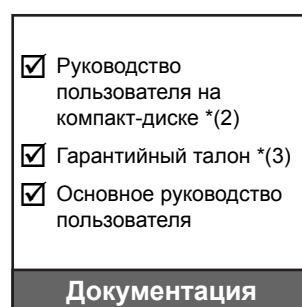 Руководство
пользователя на
компакт-диске *(2)
Гарантийный талон *(3)
Основное руководство
пользователя
Документация